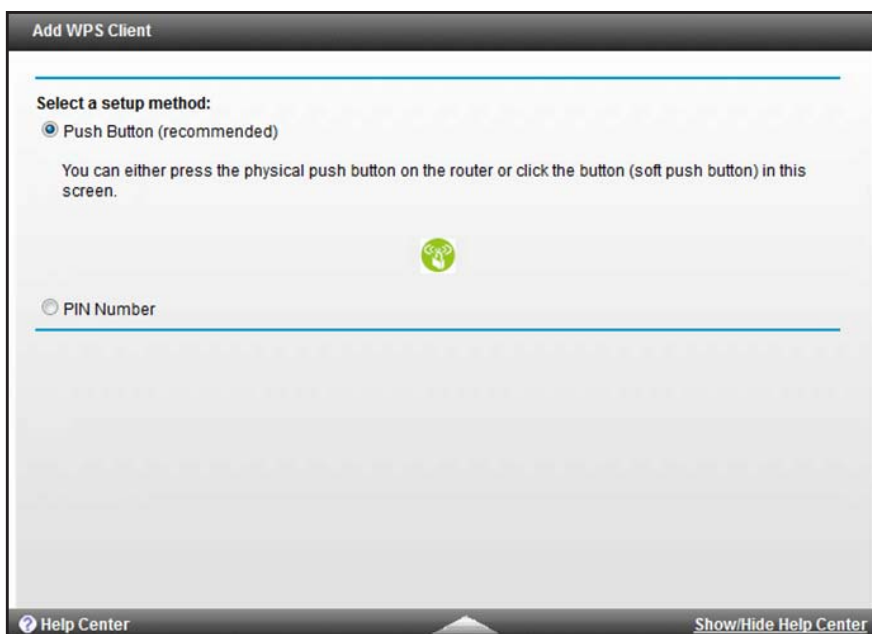 Add WPS Client
Select a setup method:
Push Button (recommended)
You can either press the physical push button on the router or click the button (soft push button) in this
screen.
PIN Number
Help Center
Show/Hide Help Center